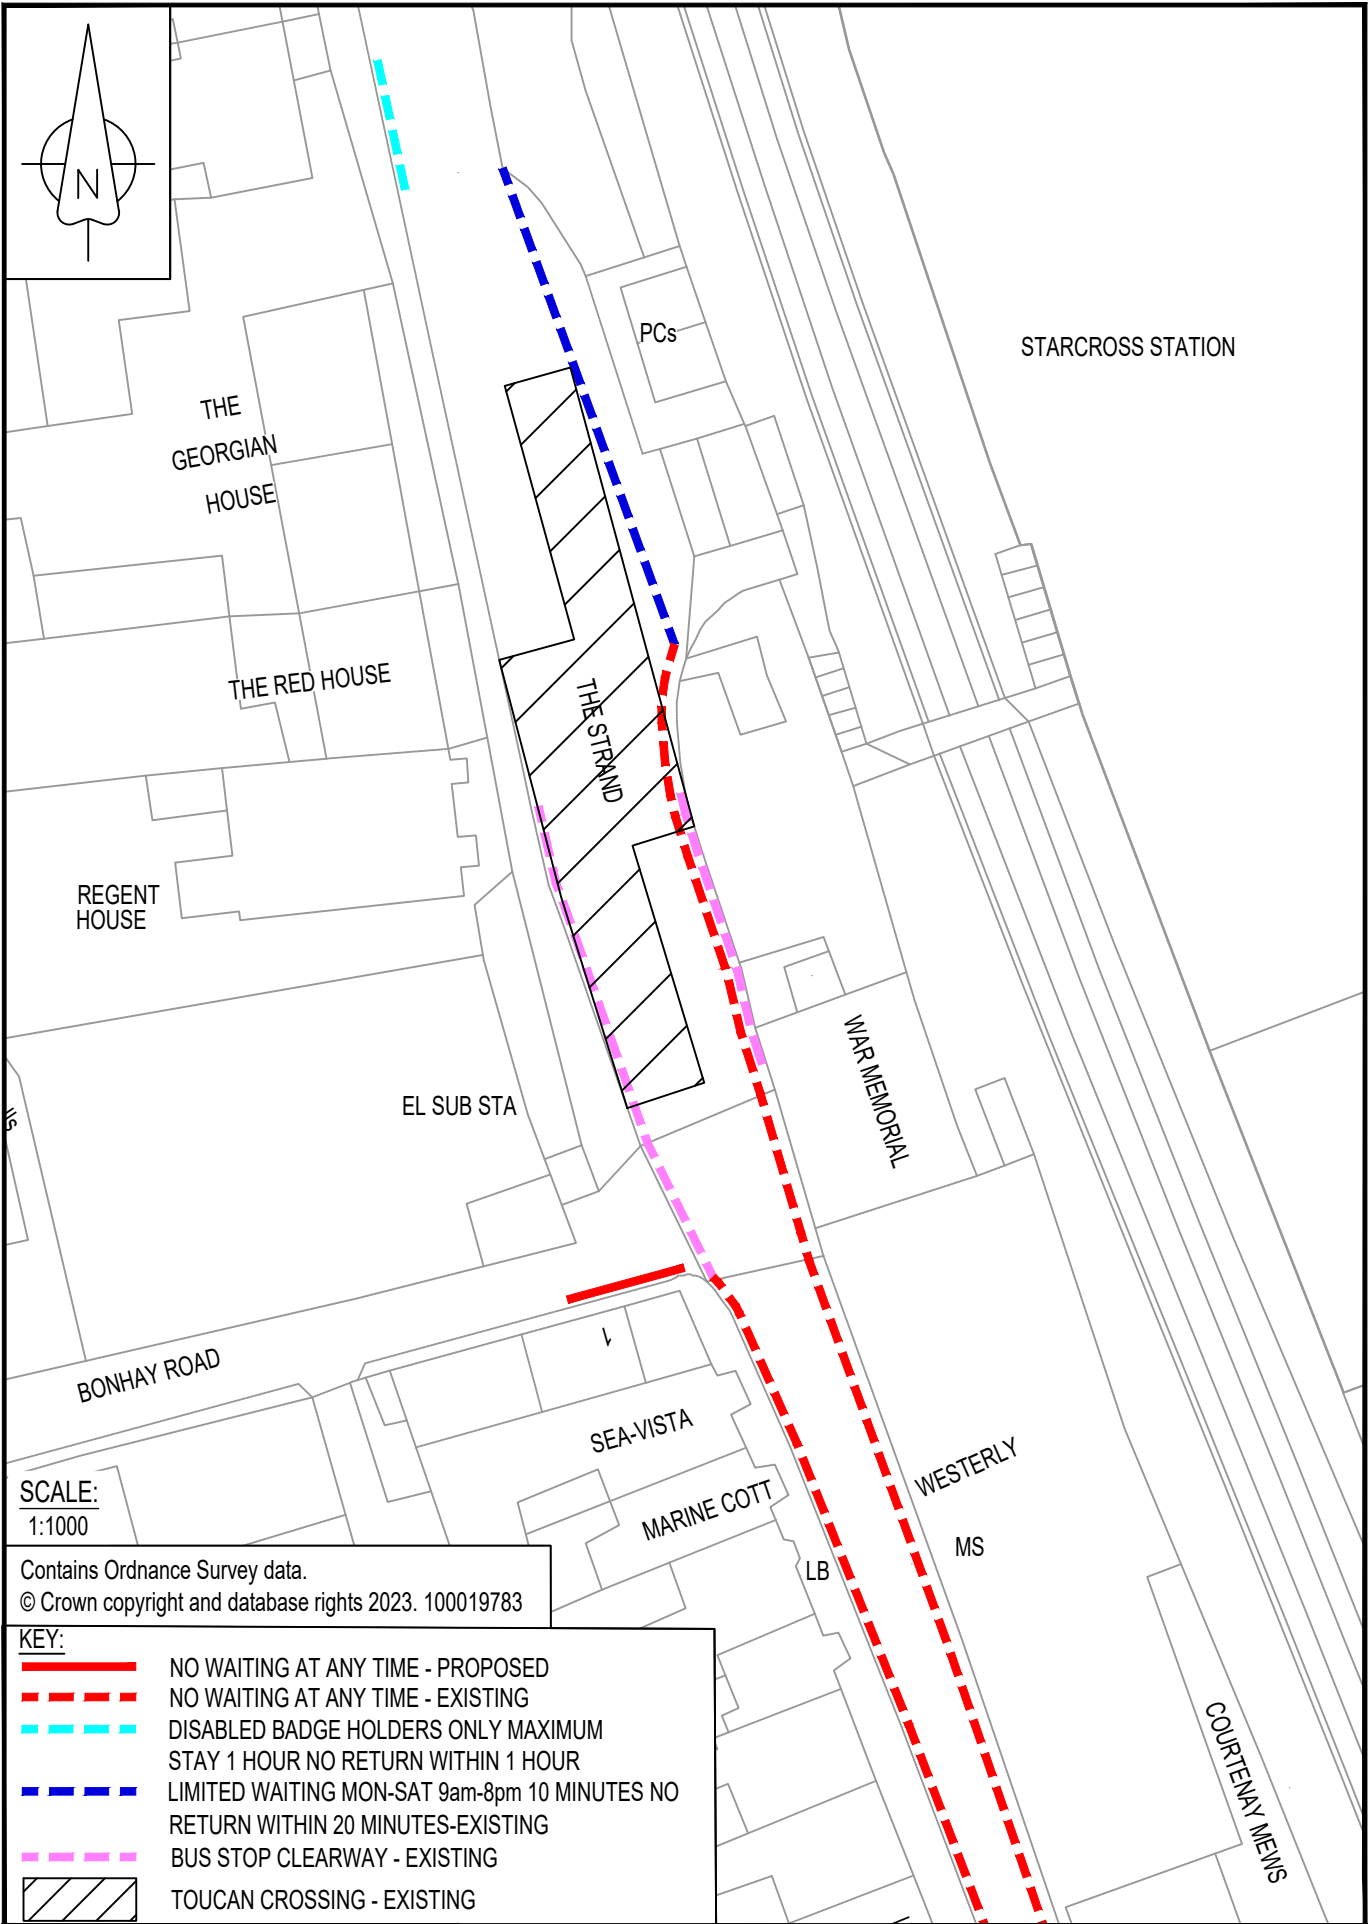 N
PCs
STARCROSS STATION
THE
GEORGIAN
HOUSE
THE RED HOUSE
THE STRAND
REGENT
HOUSE
EL SUB STA
WAR MEMORIAL
BONHAY ROAD
1
SEA-VISTA
MARINE COTT
WESTERLY
MS
LB
COURTENAY MEWS
SCALE:
1:1000
Contains Ordnance Survey data.
© Crown copyright and database rights 2023. 100019783
KEY:
NO WAITING AT ANY TIME - PROPOSED
NO WAITING AT ANY TIME - EXISTING
DISABLED BADGE HOLDERS ONLY MAXIMUM
STAY 1 HOUR NO RETURN WITHIN 1 HOUR
LIMITED WAITING MON-SAT 9am-8pm 10 MINUTES NO
RETURN WITHIN 20 MINUTES-EXISTING
BUS STOP CLEARWAY - EXISTING
TOUCAN CROSSING - EXISTING